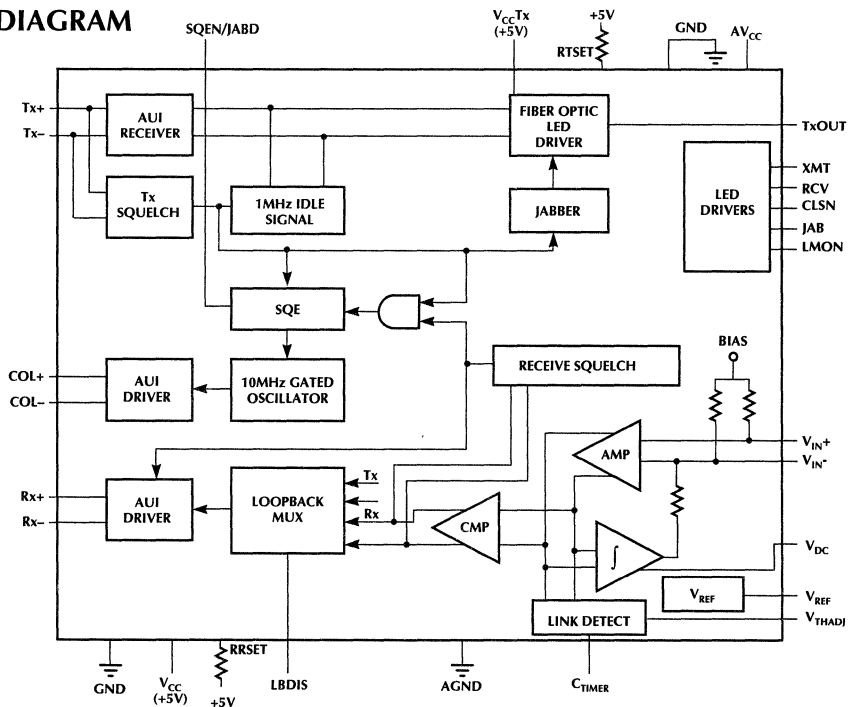 DIAGRAM
SQEN/JABD
VCCTx
(+5V)
+5V
RTSET
GND
AVCC
Tx+
Tx–
AUI
RECEIVER
FIBER OPTIC
LED
DRIVER
TxOUT
Tx
SQUELCH
1MHz IDLE
SIGNAL
JABBER
LED
DRIVERS
XMT
RCV
CLSN
JAB
LMON
SQE
BIAS
RECEIVE SQUELCH
COL+
COL–
AUI
DRIVER
10MHz GATED
OSCILLATOR
AMP
VIN+
VIN-
Rx+
Rx–
AUI
DRIVER
LOOPBACK
MUX
Tx
Rx
CMP
∫
VDC
VREF
VREF
LINK DETECT
VTHADJ
GND
VCC
(+5V)
RRSET
+5V
LBDIS
AGND
CTIMER